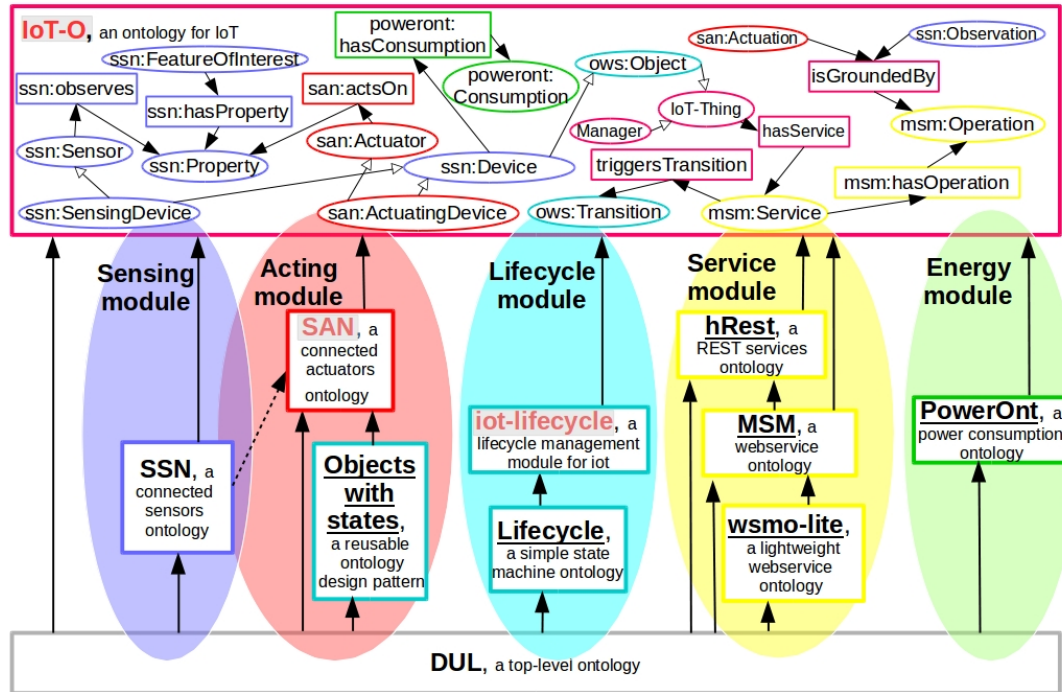 IoT-O, an ontology for IoT
ssn:FeatureOfInterest
ssn:observes
ssn:hasProperty
ssn:Sensor
ssn:Property
ssn:SensingDevice
san:actsOn
san:Actuator
san:ActuatingDevice
poweront:
hasConsumption
poweront:
Consumption
ssn:Device
ows:Object
IoT-Thing
Manager
hasService
triggersTransition
ows:Transition
msm:Service
san:Actuation
ssn:Observation
isGroundedBy
msm:Operation
msm:hasOperation
Sensing
module
SSN, a
connected
sensors
ontology
Acting
module
SAN, a
connected
actuators
ontology
Objects
with
states,
a reusable
ontology
design pattern
Lifecycle
module
iot-lifecycle, a
lifecycle management
module for iot
Lifecycle,
a simple state
machine ontology
Service
module
hRest, a
REST services
ontology
MSM, a
webservice
ontology
wsmo-lite,
a lightweight
webservice
ontology
Energy
module
PowerOnt, a
power consumption
ontology
DUL, a top-level ontology